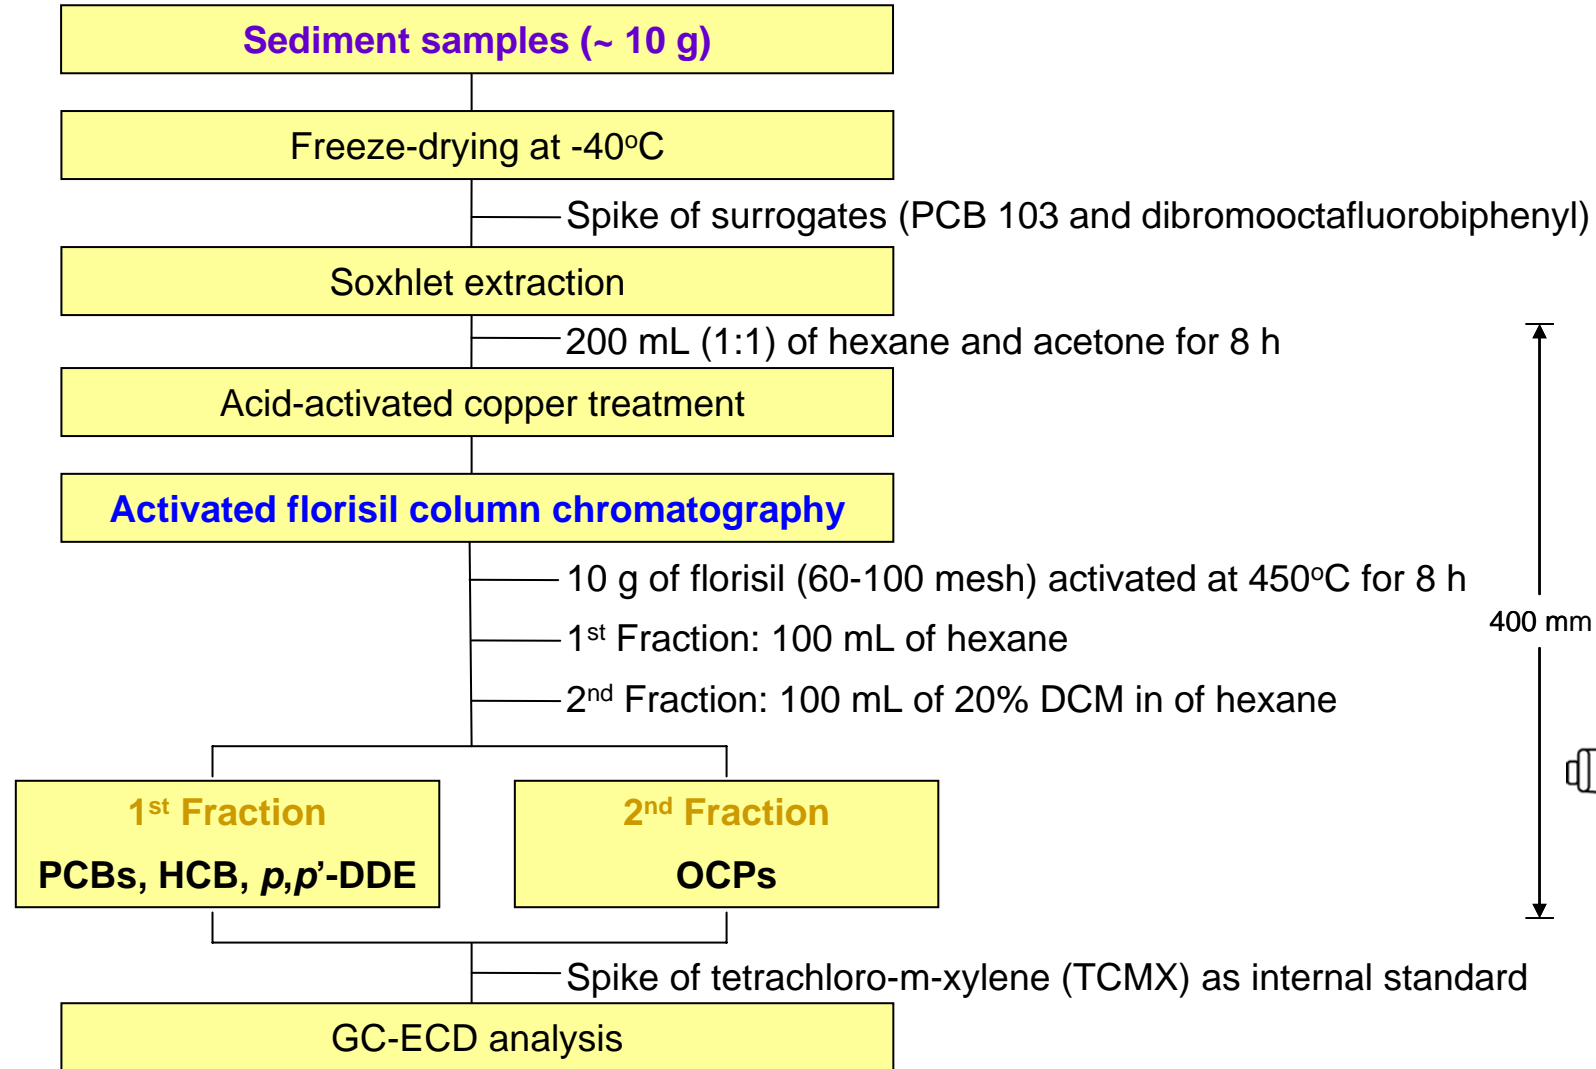 Sediment samples (~ 10 g)
Freeze-drying at -40oC
Spike of surrogates (PCB 103 and dibromooctafluorobiphenyl)
Soxhlet extraction
200 mL (1:1) of hexane and acetone for 8 h
Acid-activated copper treatment
Activated florisil column chromatography
10 g of florisil (60-100 mesh) activated at 450oC for 8 h
400 mm
1st Fraction: 100 mL of hexane
2nd Fraction: 100 mL of 20% DCM in of hexane
1st Fraction
PCBs, HCB, p,p’-DDE
2nd Fraction
OCPs
Spike of tetrachloro-m-xylene (TCMX) as internal standard
GC-ECD analysis